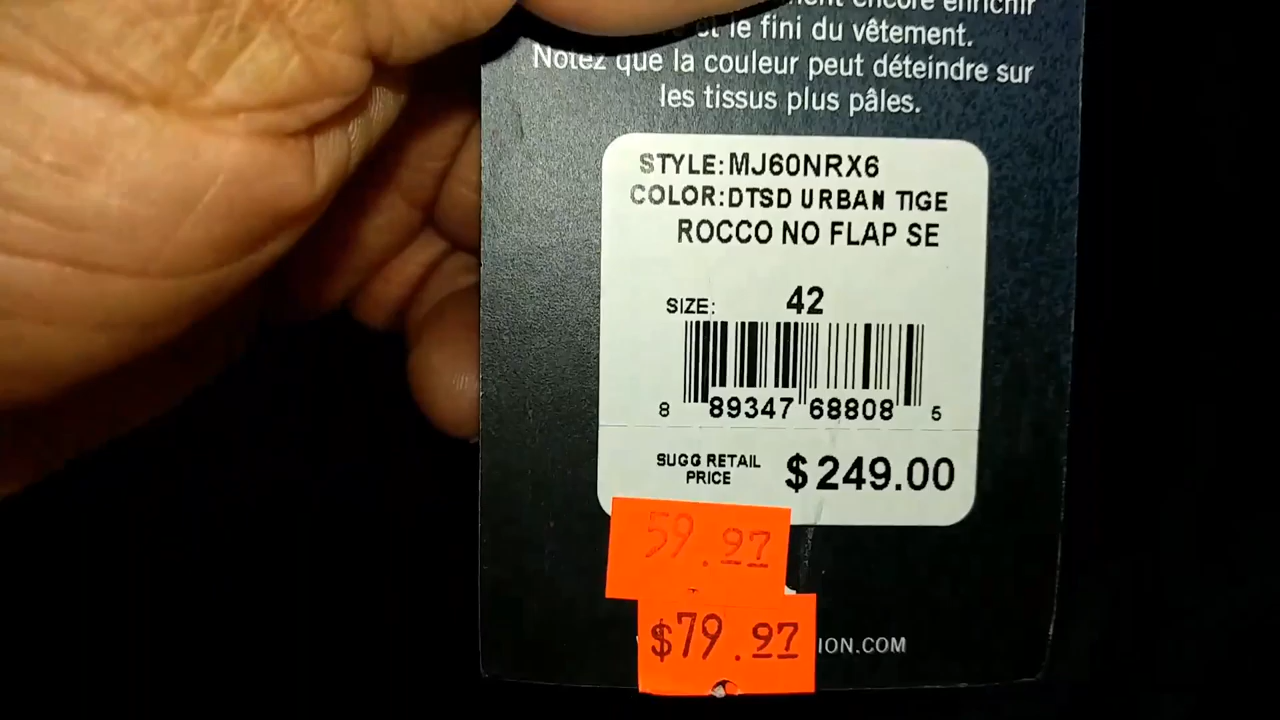 encore enrichir
et le fini du vêtement.
Notez que la couleur peut déteindre sur
les tissus plus pâles.
STYLE:MJ60NRX6
COLOR:DTSD URBAN TIGE
ROCCO NO FLAP SE
SIZE: 42
8 89347 68808 5
SUGG RETAIL
PRICE $249.00
59.97
$79.97
ION.COM